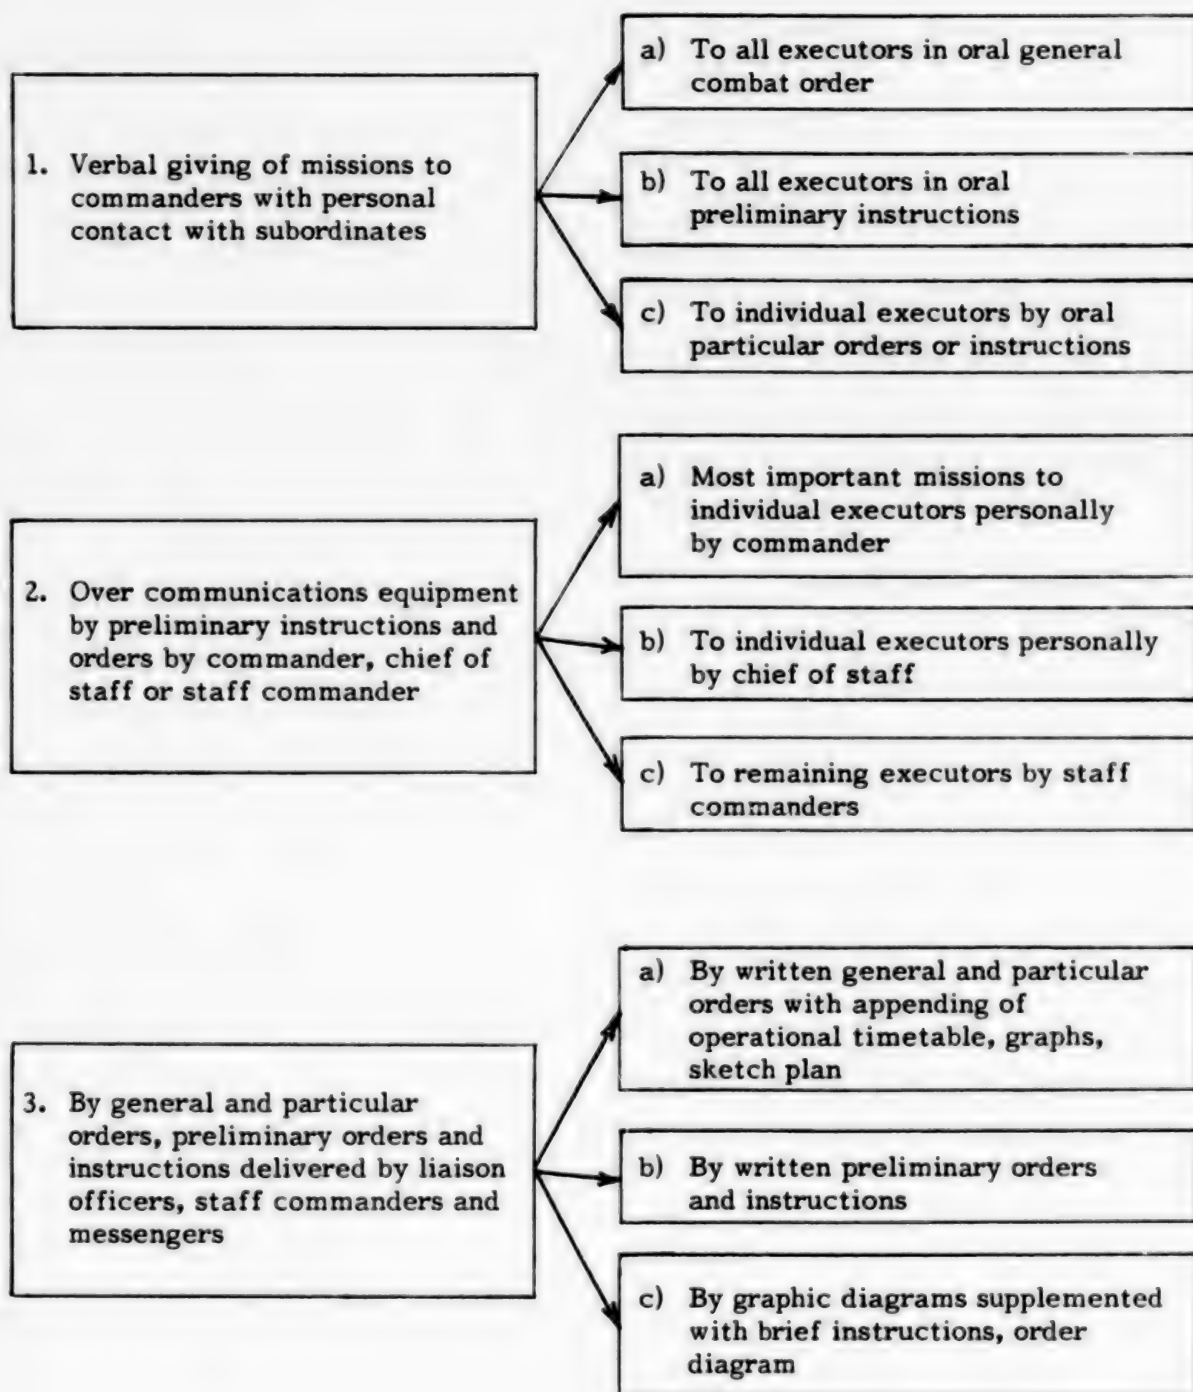 1. Verbal giving of missions to
commanders with personal
contact with subordinates
a) To all executors in oral general
combat order
b) To all executors in oral
preliminary instructions
c) To individual executors by oral
particular orders or instructions
2. Over communications equipment
by preliminary instructions and
orders by commander, chief of
staff or staff commander
a) Most important missions to
individual executors personally
by commander
b) To individual executors personally
by chief of staff
c) To remaining executors by staff
commanders
3. By general and particular
orders, preliminary orders and
instructions delivered by liaison
officers, staff commanders and
messengers
a) By written general and particular
orders with appending of
operational timetable, graphs,
sketch plan
b) By written preliminary orders
and instructions
c) By graphic diagrams supplemented
with brief instructions, order
diagram